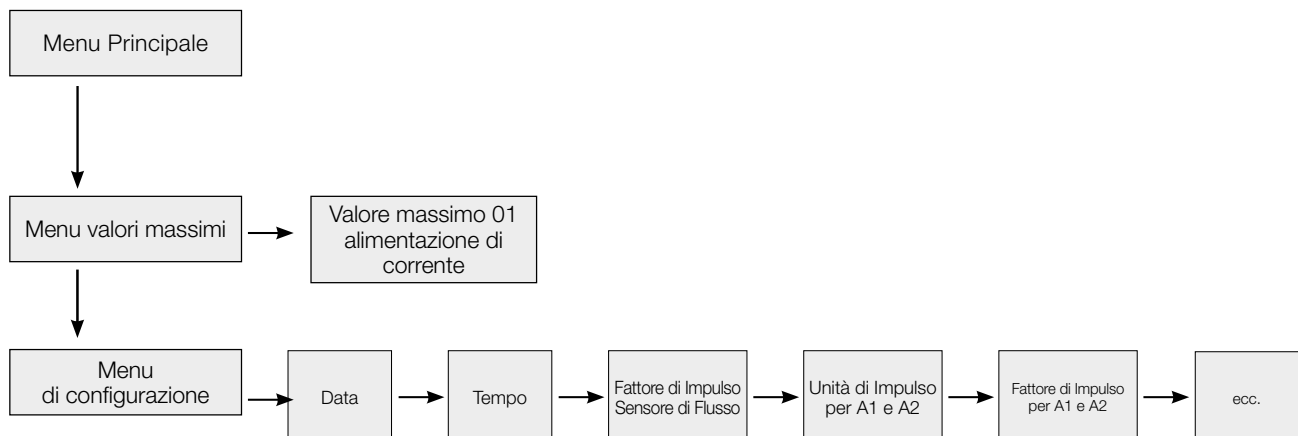 Menu Principale
Menu valori massimi
Valore massimo 01
alimentazione di
corrente
Menu
di configurazione
Data
Tempo
Fattore di Impulso
Sensore di Flusso
Unità di Impulso
per A1 e A2
Fattore di Impulso
per A1 e A2
ecc.